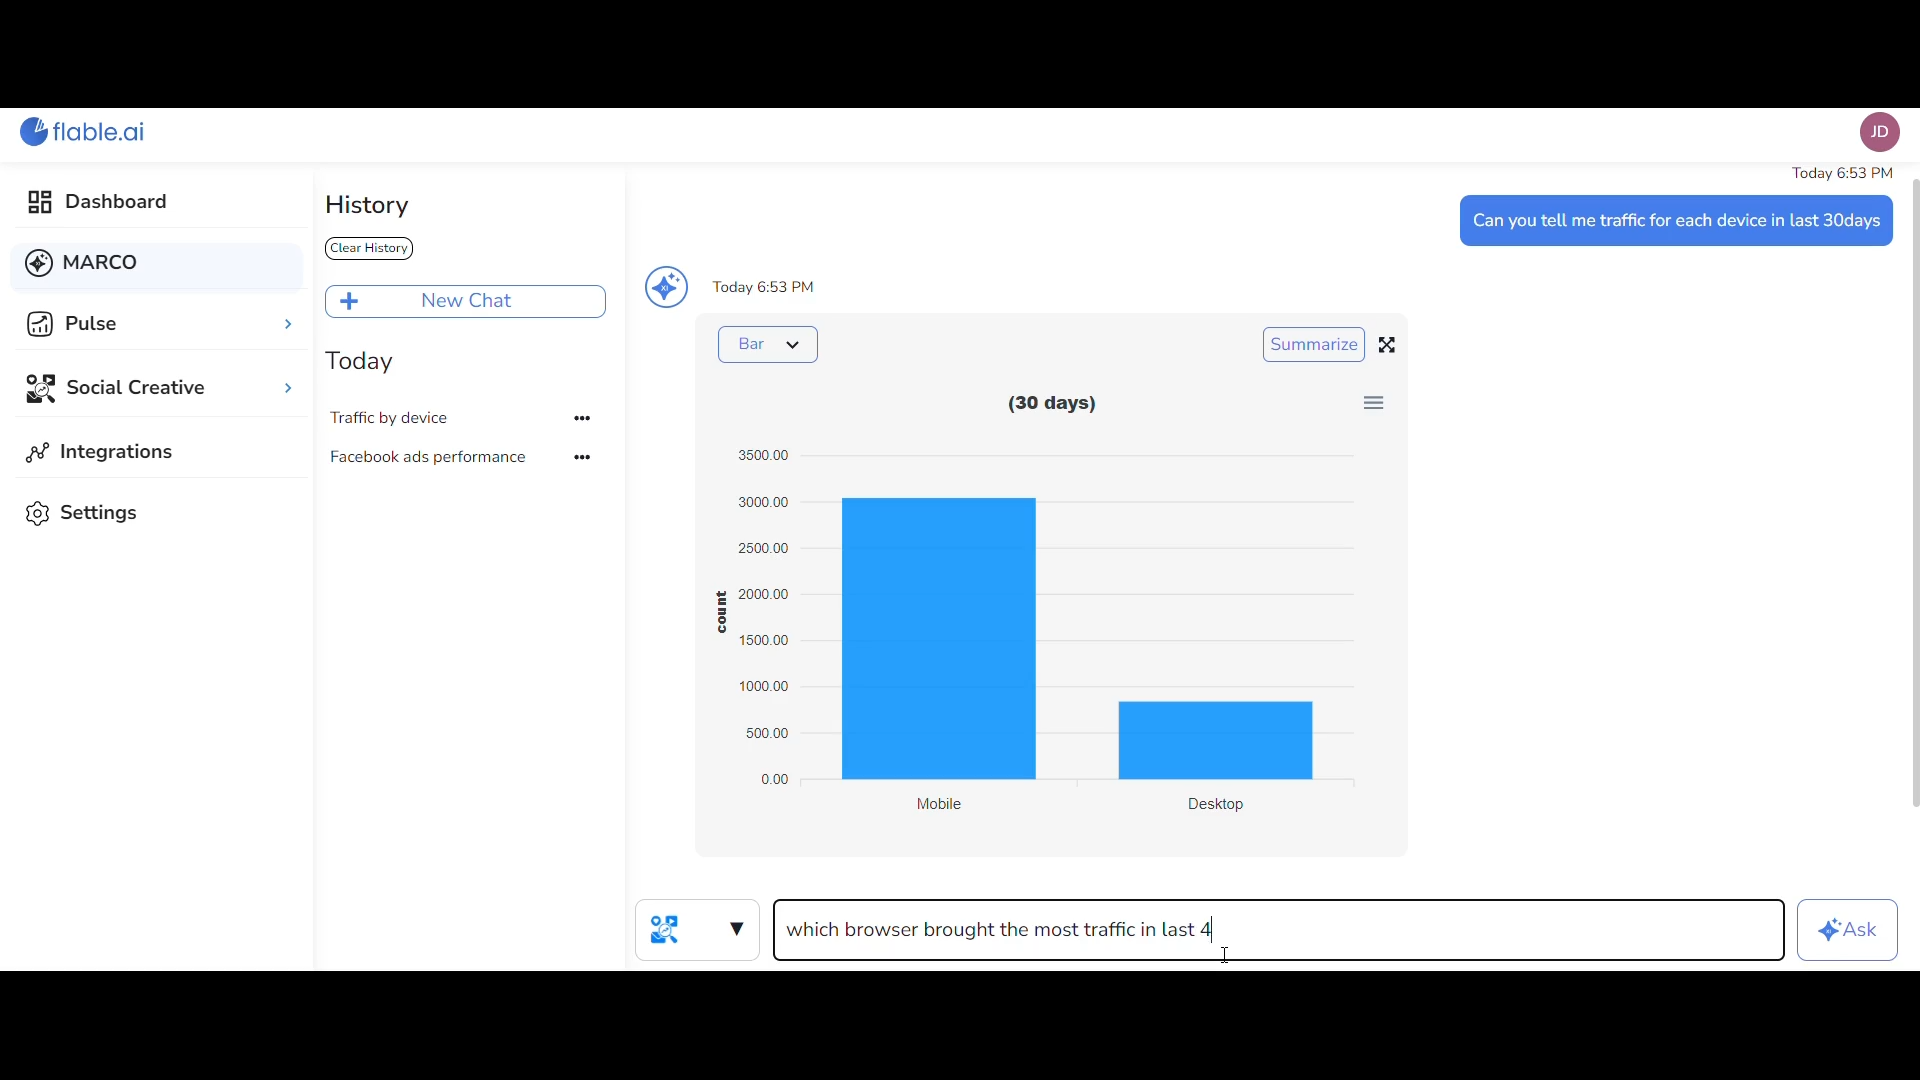 flable.ai
JD
Dashboard
MARCO
Pulse
Social Creative
Integrations
Settings
History
Clear History
+ New Chat
Today
Traffic by device
Facebook ads performance
Today 6:53 PM
Can you tell me traffic for each device in last 30days
Today 6:53 PM
Bar
Summarize
(30 days)
3500.00
3000.00
2500.00
2000.00
1500.00
1000.00
500.00
0.00
count
Mobile
Desktop
which browser brought the most traffic in last 4
Ask